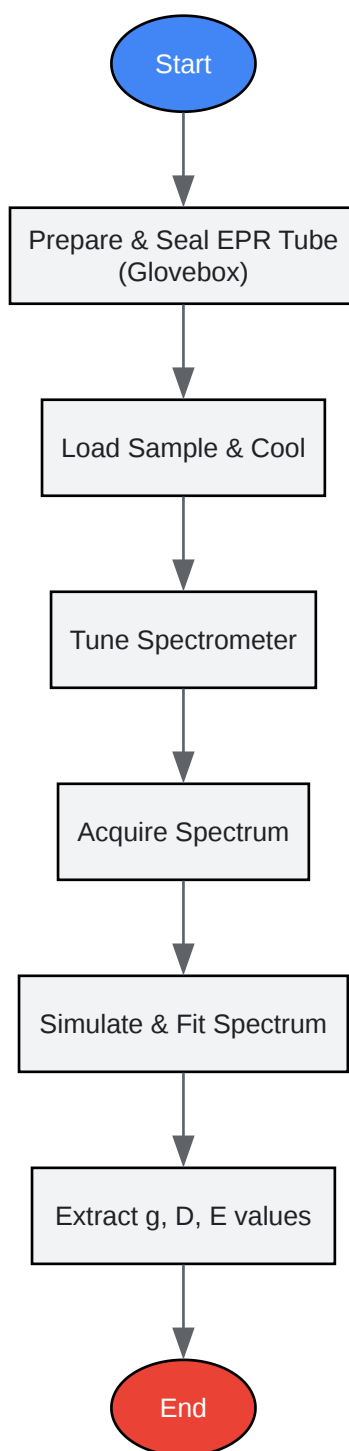 Start
Prepare & Seal EPR Tube
(Glovebox)
Load Sample & Cool
Tune Spectrometer
Acquire Spectrum
Simulate & Fit Spectrum
Extract g, D, E values
End